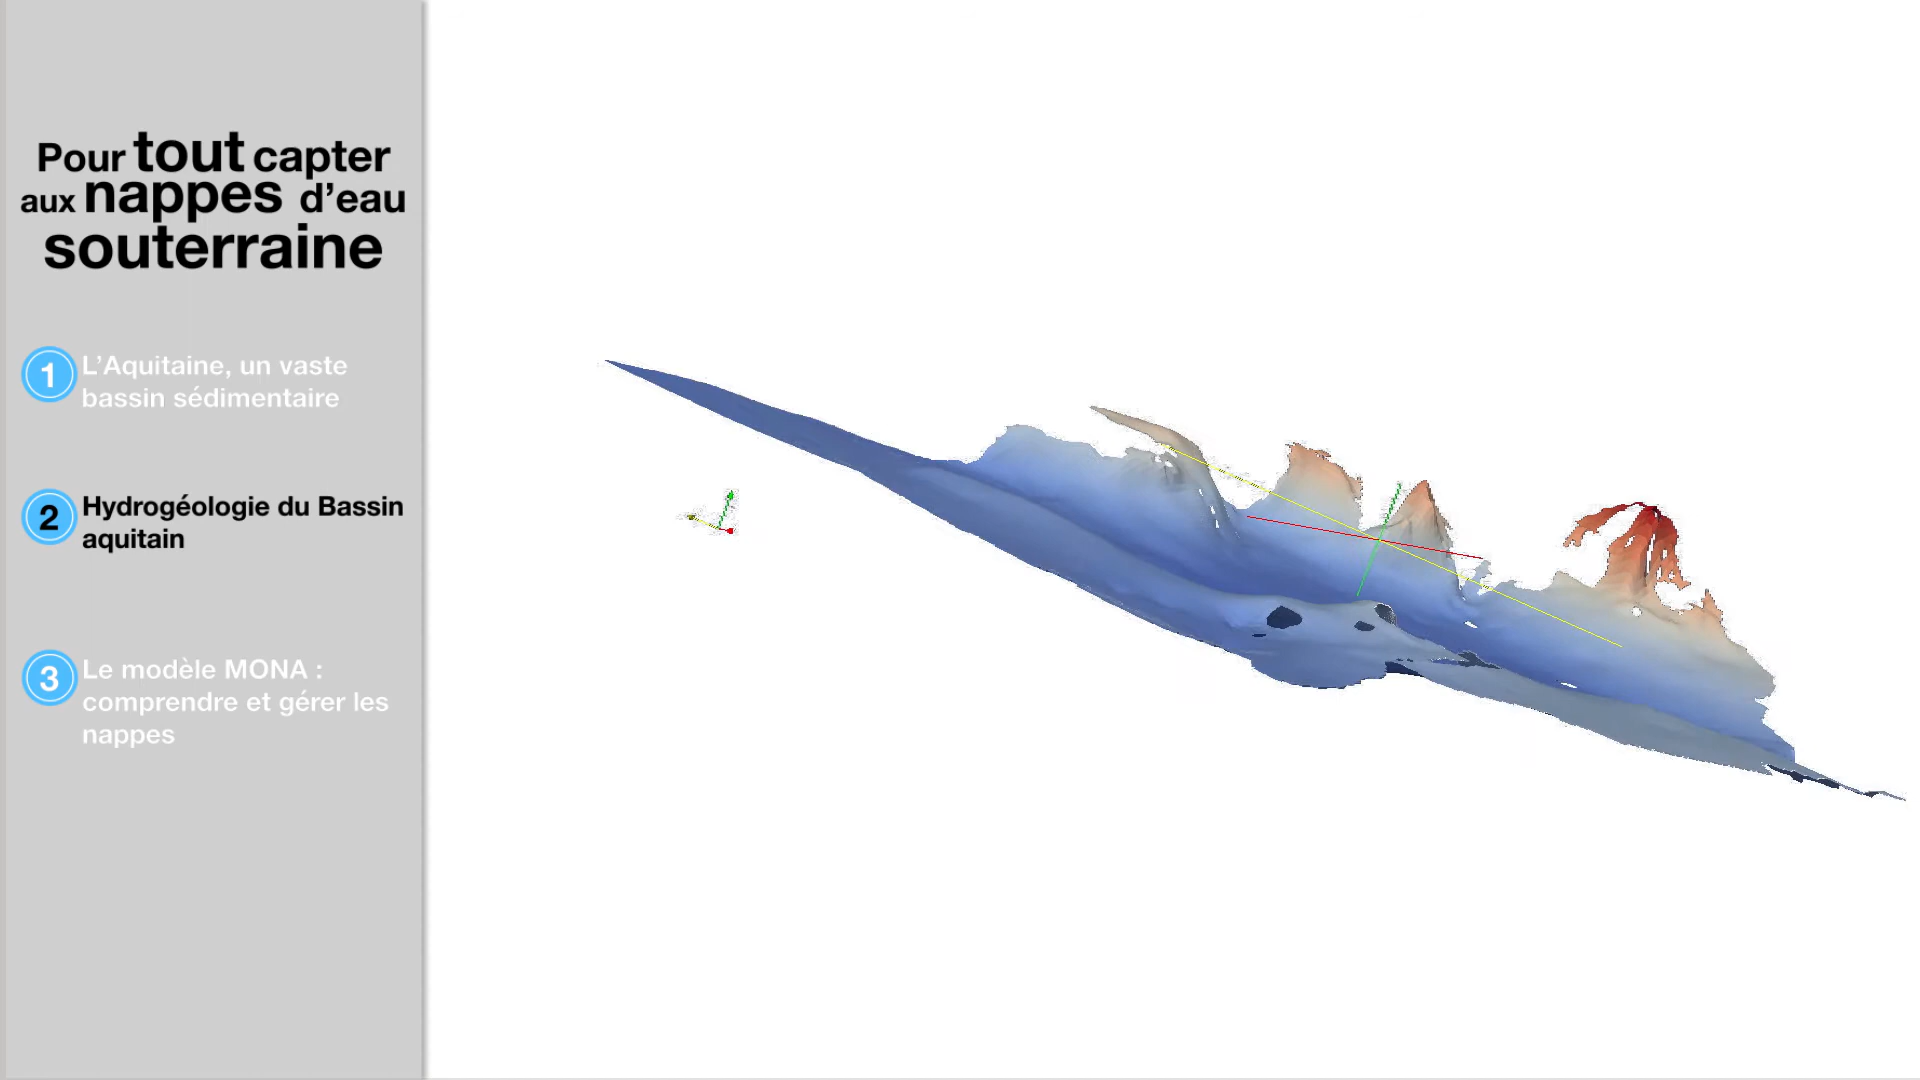 Pour tout capter
aux nappes d’eau
souterraine
1
L’Aquitaine, un vaste
bassin sédimentaire
2
Hydrogéologie du Bassin
aquitain
3
Le modèle MONA :
comprendre et gérer les
nappes